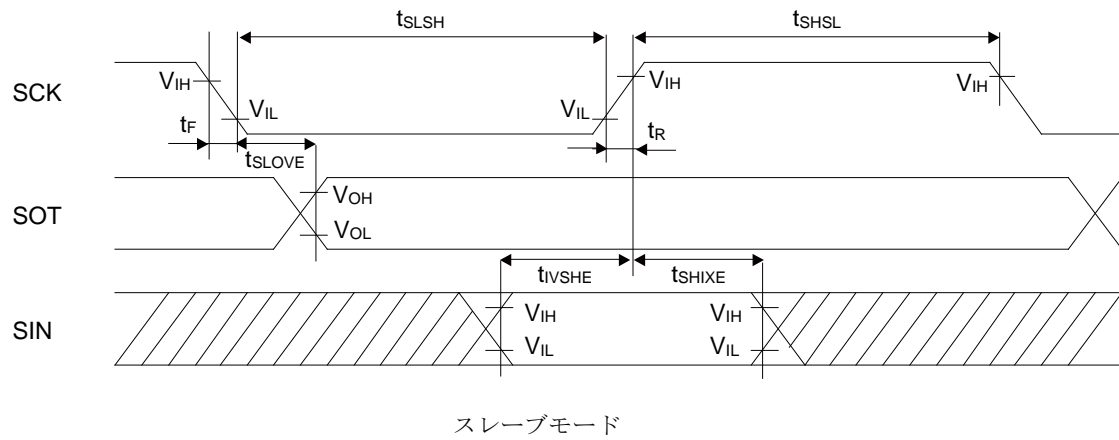 tSLSH
tSHSL
SCK
VIH
VIL
VIL
VIH
VIH
tF
tSLOVE
tR
SOT
VOH
VOL
tIVSHE
tSHIXE
SIN
VIH
VIL
VIH
VIL
スレーブモード